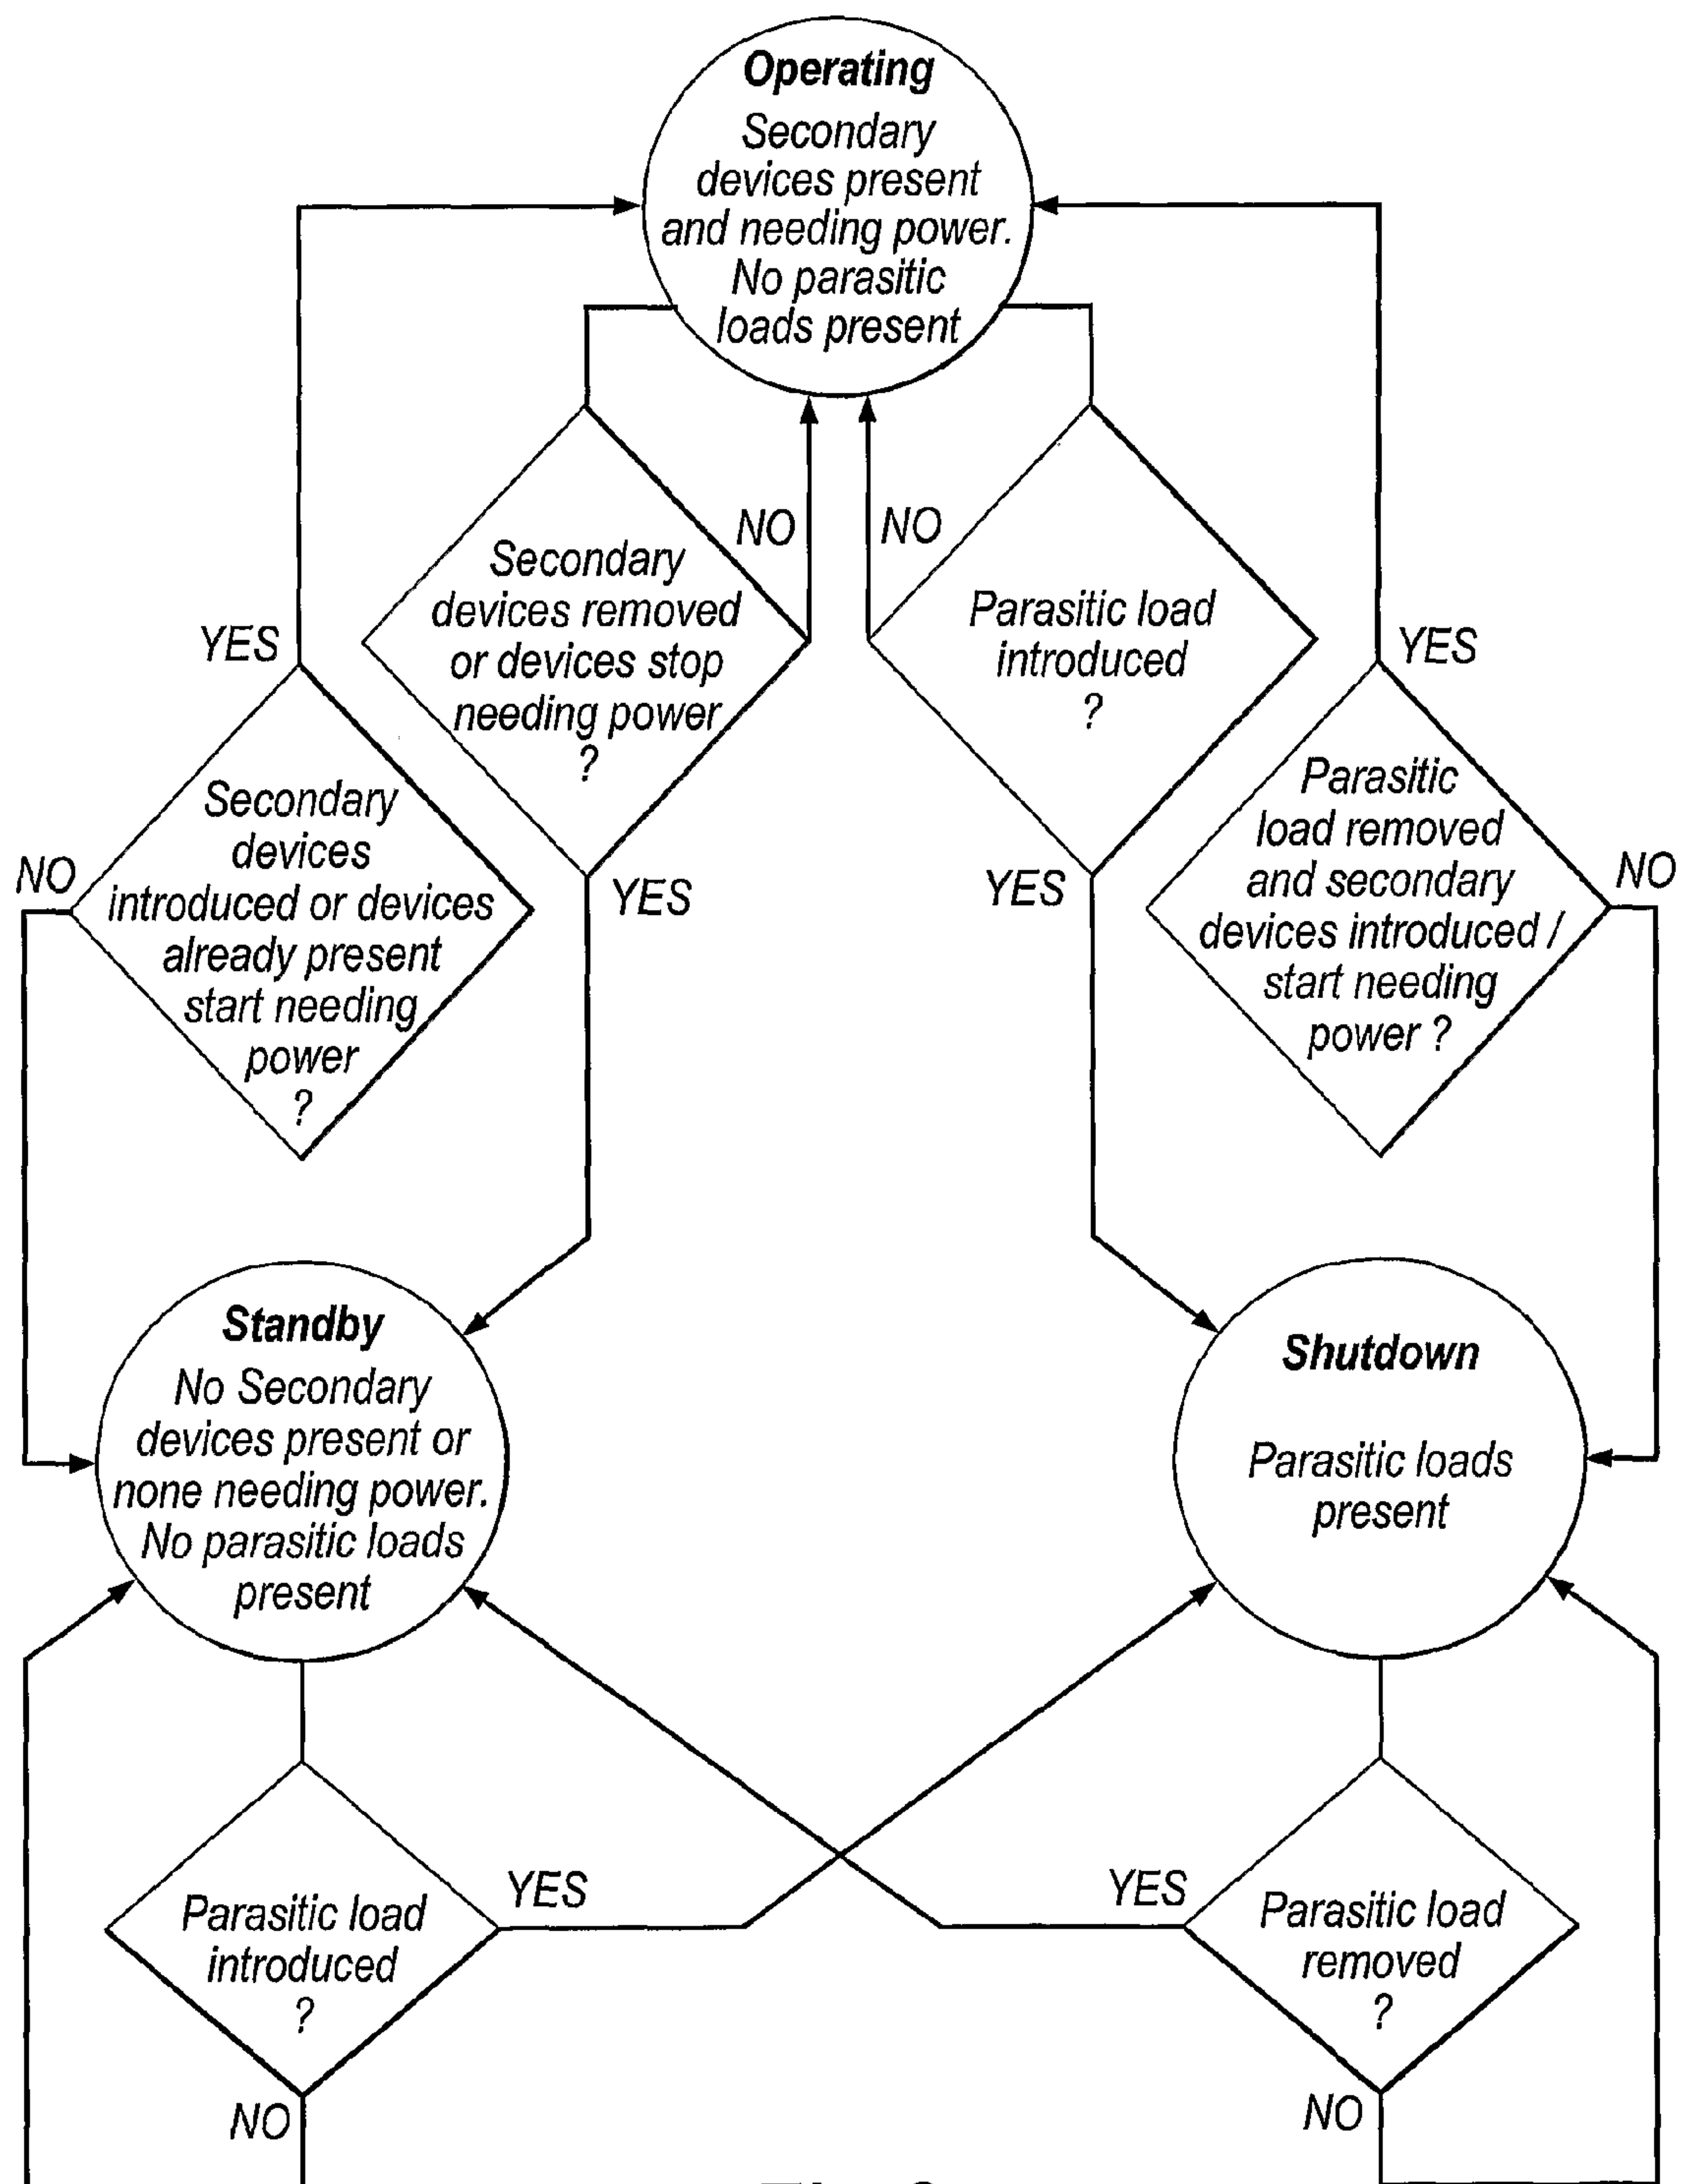 Operating
Secondary
devices present
and needing power.
No parasitic
loads present
NO
NO
Secondary
devices removed
or devices stop
needing power
?
Parasitic load
introduced
?
YES
YES
Secondary
devices
introduced or devices
already present
start needing
power
?
Parasitic
load removed
and secondary
devices introduced /
start needing
power ?
NO
YES
YES
NO
Standby
No Secondary
devices present or
none needing power.
No parasitic loads
present
Shutdown
Parasitic loads
present
YES
YES
Parasitic load
introduced
?
Parasitic load
removed
?
NO
NO